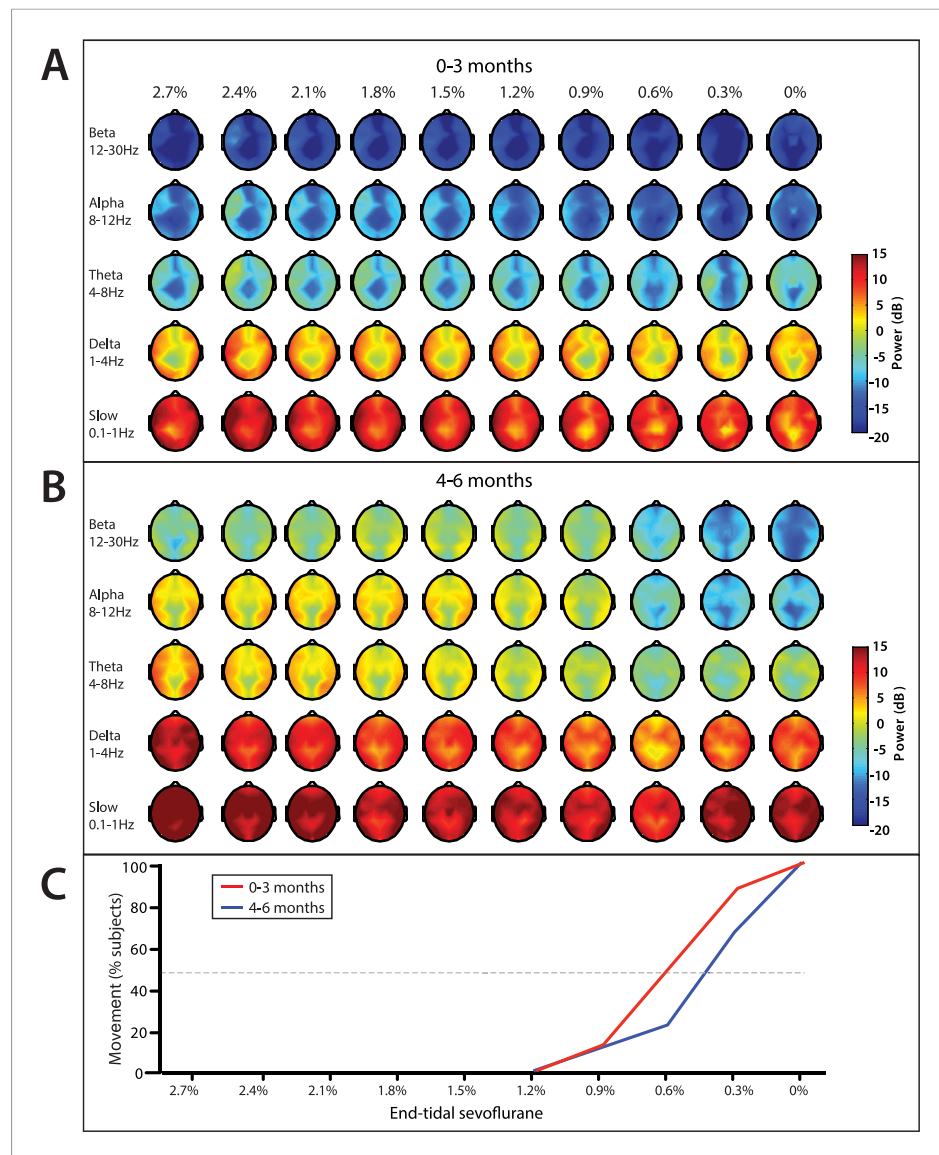 A
0-3 months
2.7% 2.4% 2.1% 1.8% 1.5% 1.2% 0.9% 0.6% 0.3% 0%
Beta
12-30Hz
Alpha
8-12Hz
Theta
4-8Hz
Delta
1-4Hz
Slow
0.1-1Hz
15
10
5
0
-5
-10
-15
-20
Power (dB)
B
4-6 months
Beta
12-30Hz
Alpha
8-12Hz
Theta
4-8Hz
Delta
1-4Hz
Slow
0.1-1Hz
15
10
5
0
-5
-10
-15
-20
Power (dB)
C
0-3 months
4-6 months
Movement (% subjects)
100
80
60
40
20
0
2.7% 2.4% 2.1% 1.8% 1.5% 1.2% 0.9% 0.6% 0.3% 0%
End-tidal sevoflurane